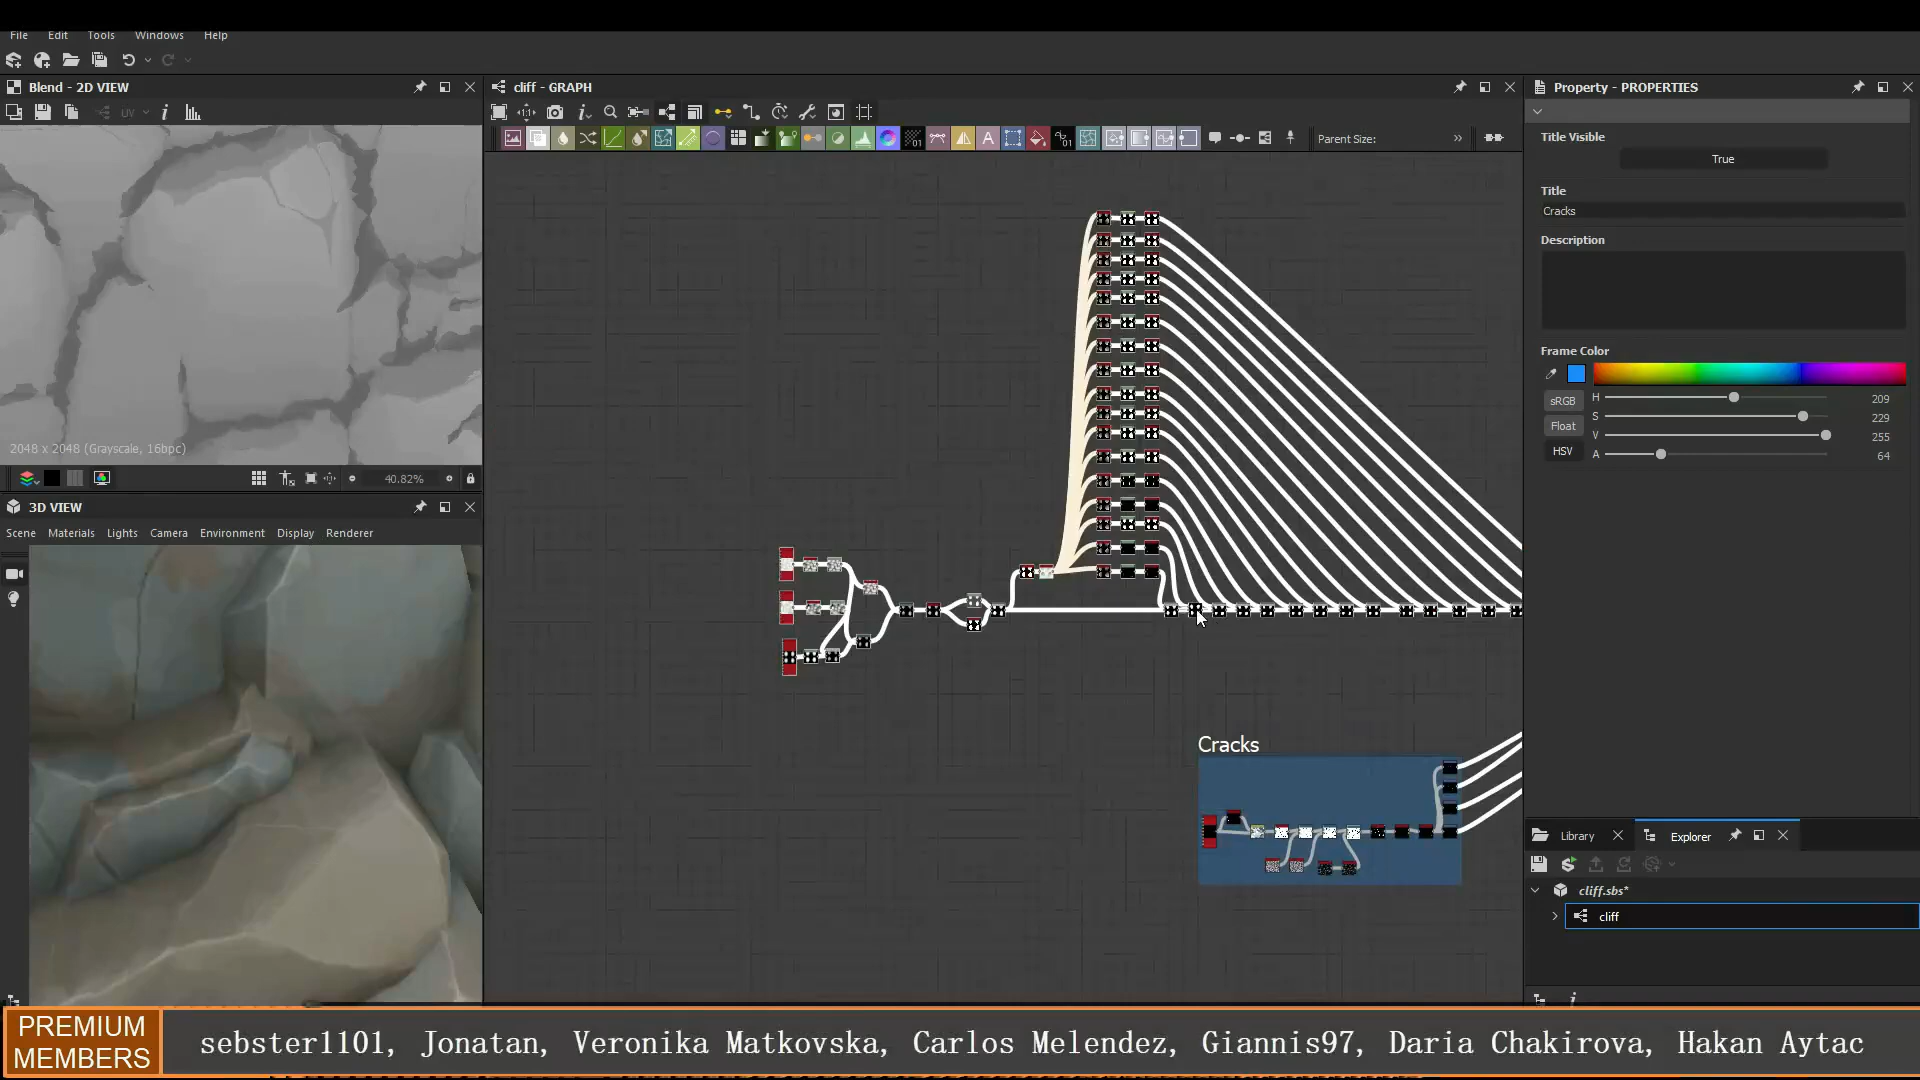 File Edit Tools Windows Help
Blend - 2D VIEW
cliff - GRAPH
Property - PROPERTIES
UV
Parent Size:
Title Visible
True
Title
Cracks
Description
Frame Color
sRGB
H 209
S 229
Float
V 255
HSV
A 64
2048 x 2048 (Grayscale, 16bpc)
40.82%
3D VIEW
Scene Materials Lights Camera Environment Display Renderer
Cracks
Library Explorer
cliff.sbs*
cliff
PREMIUM
MEMBERS
sebster1101, Jonatan, Veronika Matkovska, Carlos Melendez, Giannis97, Daria Chakirova, Hakan Aytac